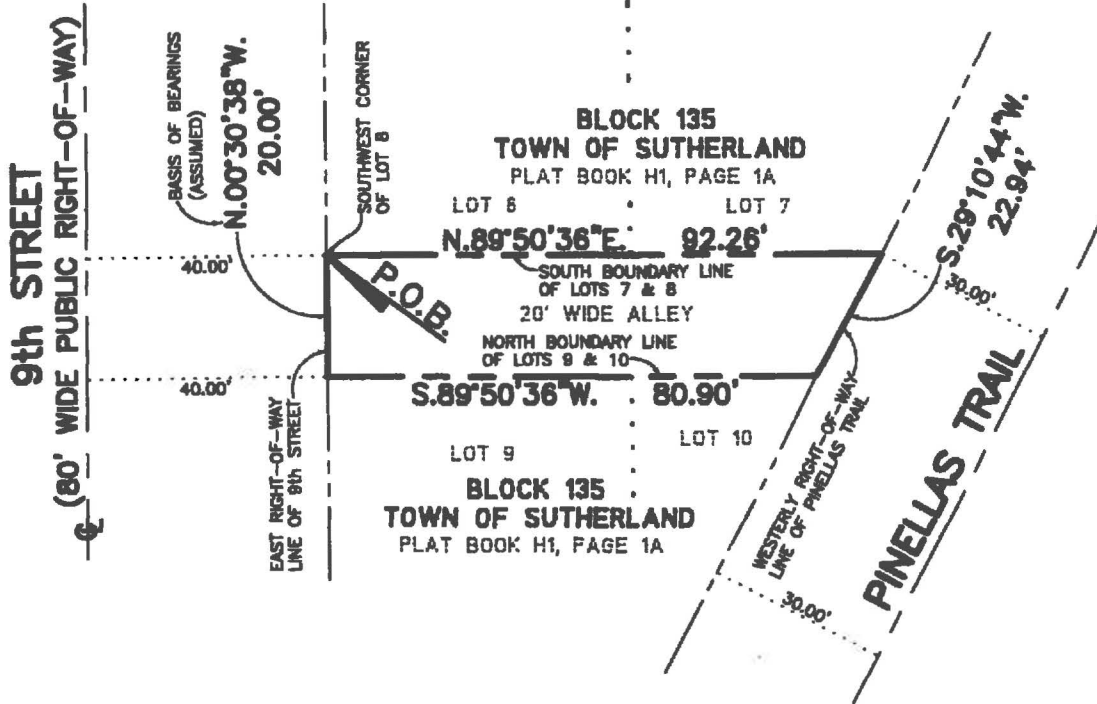 9th STREET
(80' WIDE PUBLIC RIGHT-OF-WAY)
℄
BASIS OF BEARINGS
(ASSUMED)
N.00°30'38"W.
20.00'
SOUTHWEST CORNER
OF LOT 8
BLOCK 135
TOWN OF SUTHERLAND
PLAT BOOK H1, PAGE 1A
LOT 8
LOT 7
S.29°10'44"W.
22.94'
40.00'
N.89°50'36"E. 92.26'
P.O.B.
SOUTH BOUNDARY LINE
OF LOTS 7 & 8
20' WIDE ALLEY
30.00'
NORTH BOUNDARY LINE
OF LOTS 9 & 10
40.00'
S.89°50'36"W. 80.90'
EAST RIGHT-OF-WAY
LINE OF 9th STREET
LOT 9
LOT 10
BLOCK 135
TOWN OF SUTHERLAND
PLAT BOOK H1, PAGE 1A
WESTERLY RIGHT-OF-WAY
LINE OF PINELLAS TRAIL
PINELLAS TRAIL
30.00'